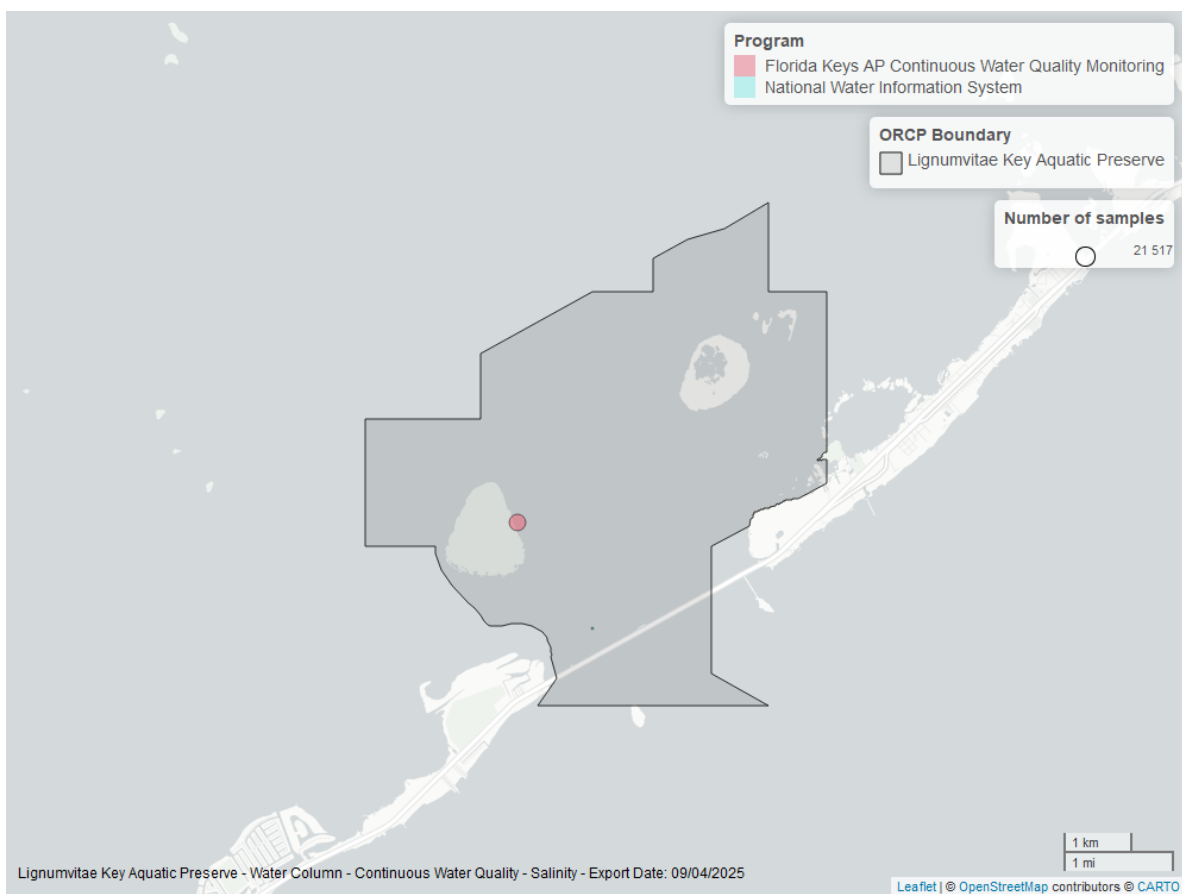 Program
Florida Keys AP Continuous Water Quality Monitoring
National Water Information System
ORCP Boundary
Lignumvitae Key Aquatic Preserve
Number of samples
21 517
1 km
1 mi
Lignumvitae Key Aquatic Preserve - Water Column - Continuous Water Quality - Salinity - Export Date: 09/04/2025
Leaflet | © OpenStreetMap contributors © CARTO